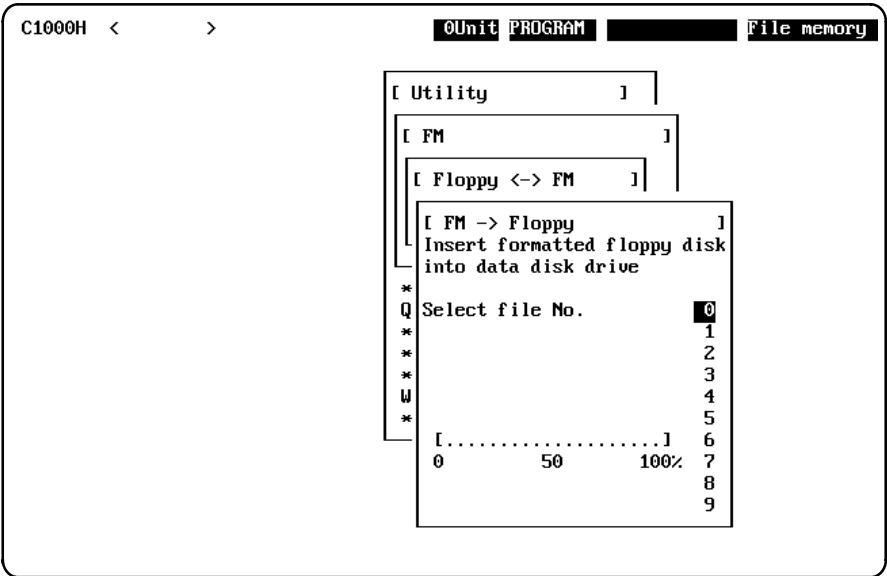 C1000H < > 0Unit PROGRAM File memory
[ Utility ]
[ FM ]
[ Floppy <-> FM ]
[ FM -> Floppy ]
Insert formatted floppy disk
into data disk drive
*
Q Select file No. 0
* 1
* 2
* 3
W 4
* 5
[....................] 6
0 50 100% 7
8
9